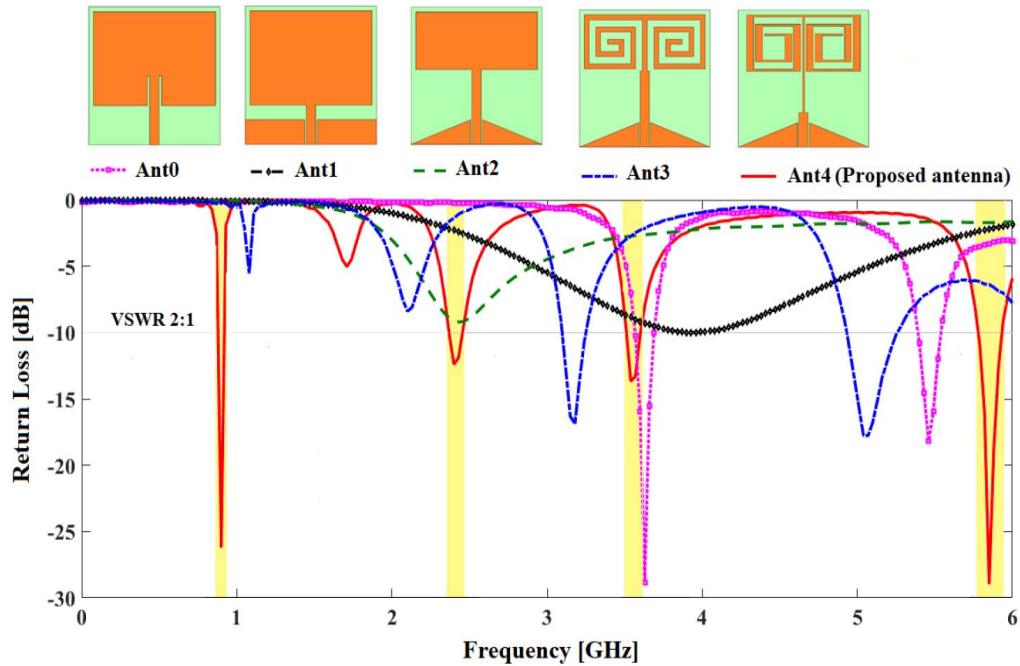 Ant0 Ant1 Ant2 Ant3 Ant4 (Proposed antenna)
0
-5
VSWR 2:1
-10
-15
-20
-25
-30
Return Loss [dB]
0 1 2 3 4 5 6
Frequency [GHz]